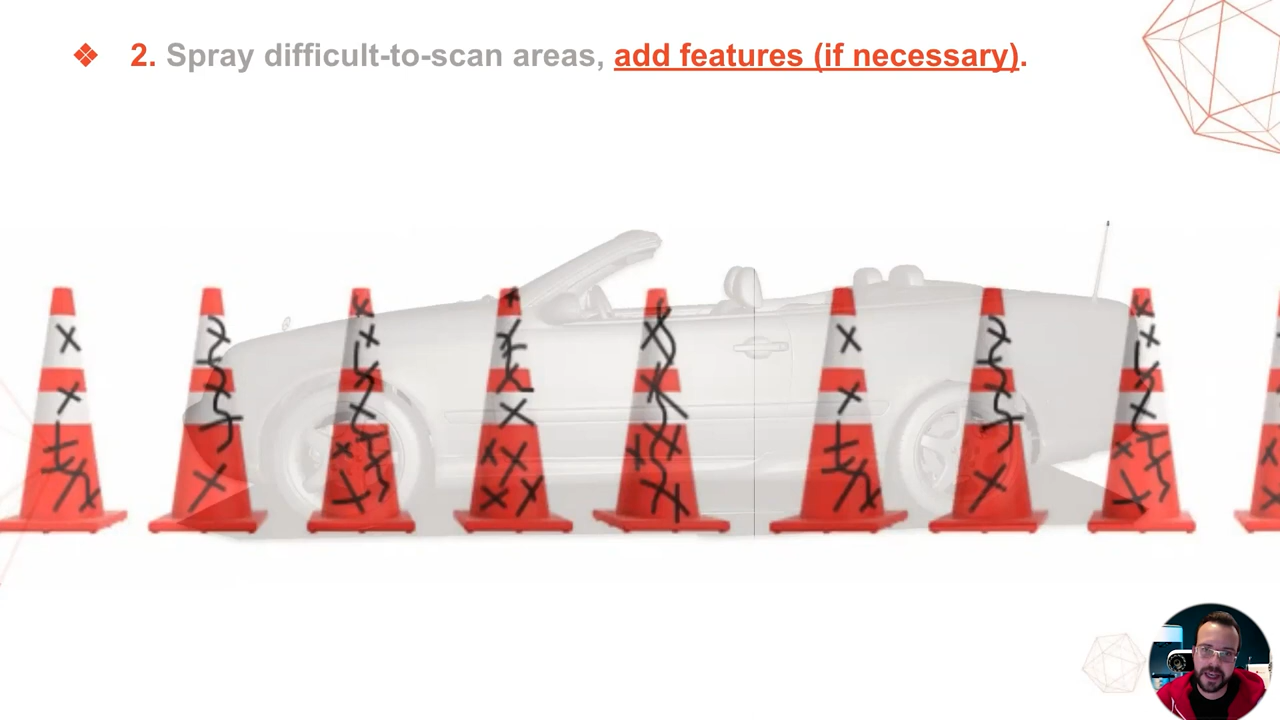 ❖ 2. Spray difficult-to-scan areas, add features (if necessary).